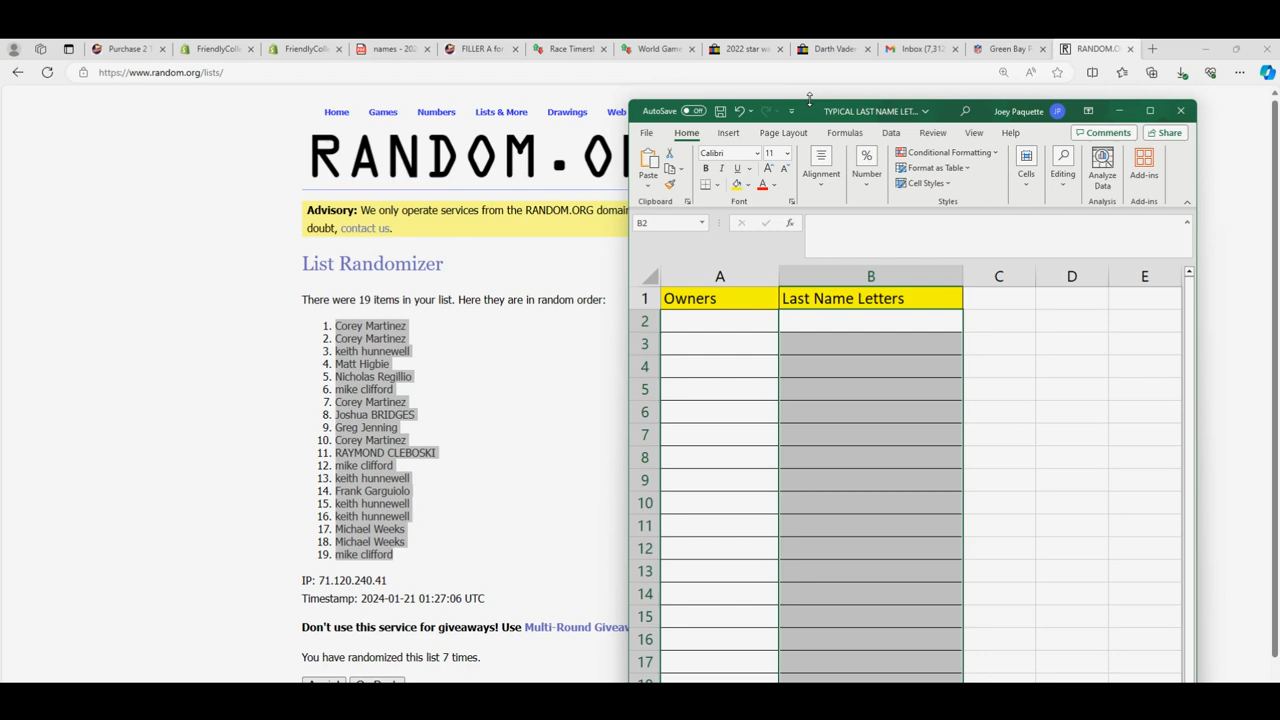 Purchase 2 T
FriendlyColle
FriendlyColle
names - 202
FILLER A for
Race Timers!
World Game
2022 star wa
Darth Vader
Inbox (7,312
Green Bay R
RANDOM.OR
https://www.random.org/lists/
Home Games Numbers Lists & More Drawings Web
RANDOM.O
Advisory: We only operate services from the RANDOM.ORG domain
doubt, contact us.
List Randomizer
There were 19 items in your list. Here they are in random order:
1. Corey Martinez
2. Corey Martinez
3. keith hunnewell
4. Matt Higbie
5. Nicholas Regillio
6. mike clifford
7. Corey Martinez
8. Joshua BRIDGES
9. Greg Jenning
10. Corey Martinez
11. RAYMOND CLEBOSKI
12. mike clifford
13. keith hunnewell
14. Frank Garguiolo
15. keith hunnewell
16. keith hunnewell
17. Michael Weeks
18. Michael Weeks
19. mike clifford
IP: 71.120.240.41
Timestamp: 2024-01-21 01:27:06 UTC
Don't use this service for giveaways! Use Multi-Round Giveaw
You have randomized this list 7 times.
AutoSave Off TYPICAL LAST NAME LET... Joey Paquette JP
File Home Insert Page Layout Formulas Data Review View Help Comments Share
Paste
Calibri 11
B I U A
Alignment
% Number
Conditional Formatting
Format as Table
Cell Styles
Cells
Editing
Analyze Data
Add-ins
Clipboard Font Styles Analysis Add-ins
B2 fx
A B C D E
1 Owners Last Name Letters
2
3
4
5
6
7
8
9
10
11
12
13
14
15
16
17